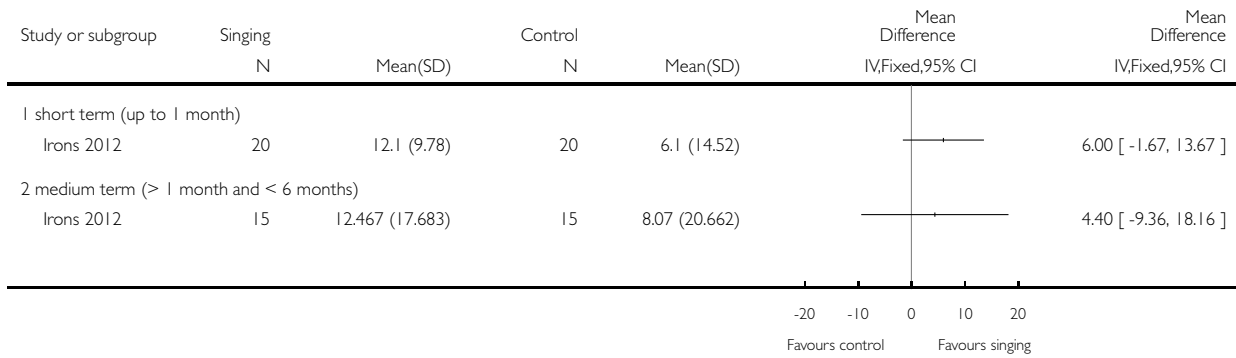 Study or subgroup Singing Control Mean Difference Mean Difference
N Mean(SD) N Mean(SD) IV,Fixed,95% CI IV,Fixed,95% CI
1 short term (up to 1 month)
Irons 2012 20 12.1 (9.78) 20 6.1 (14.52) 6.00 [ -1.67, 13.67 ]
2 medium term (> 1 month and < 6 months)
Irons 2012 15 12.467 (17.683) 15 8.07 (20.662) 4.40 [ -9.36, 18.16 ]
-20 -10 0 10 20
Favours control Favours singing